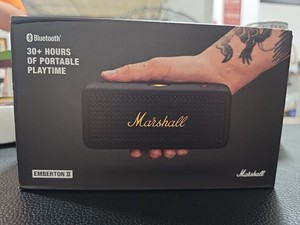 Bluetooth®
30+ HOURS
OF PORTABLE
PLAYTIME
Marshall
EMBERTON II
Marshall